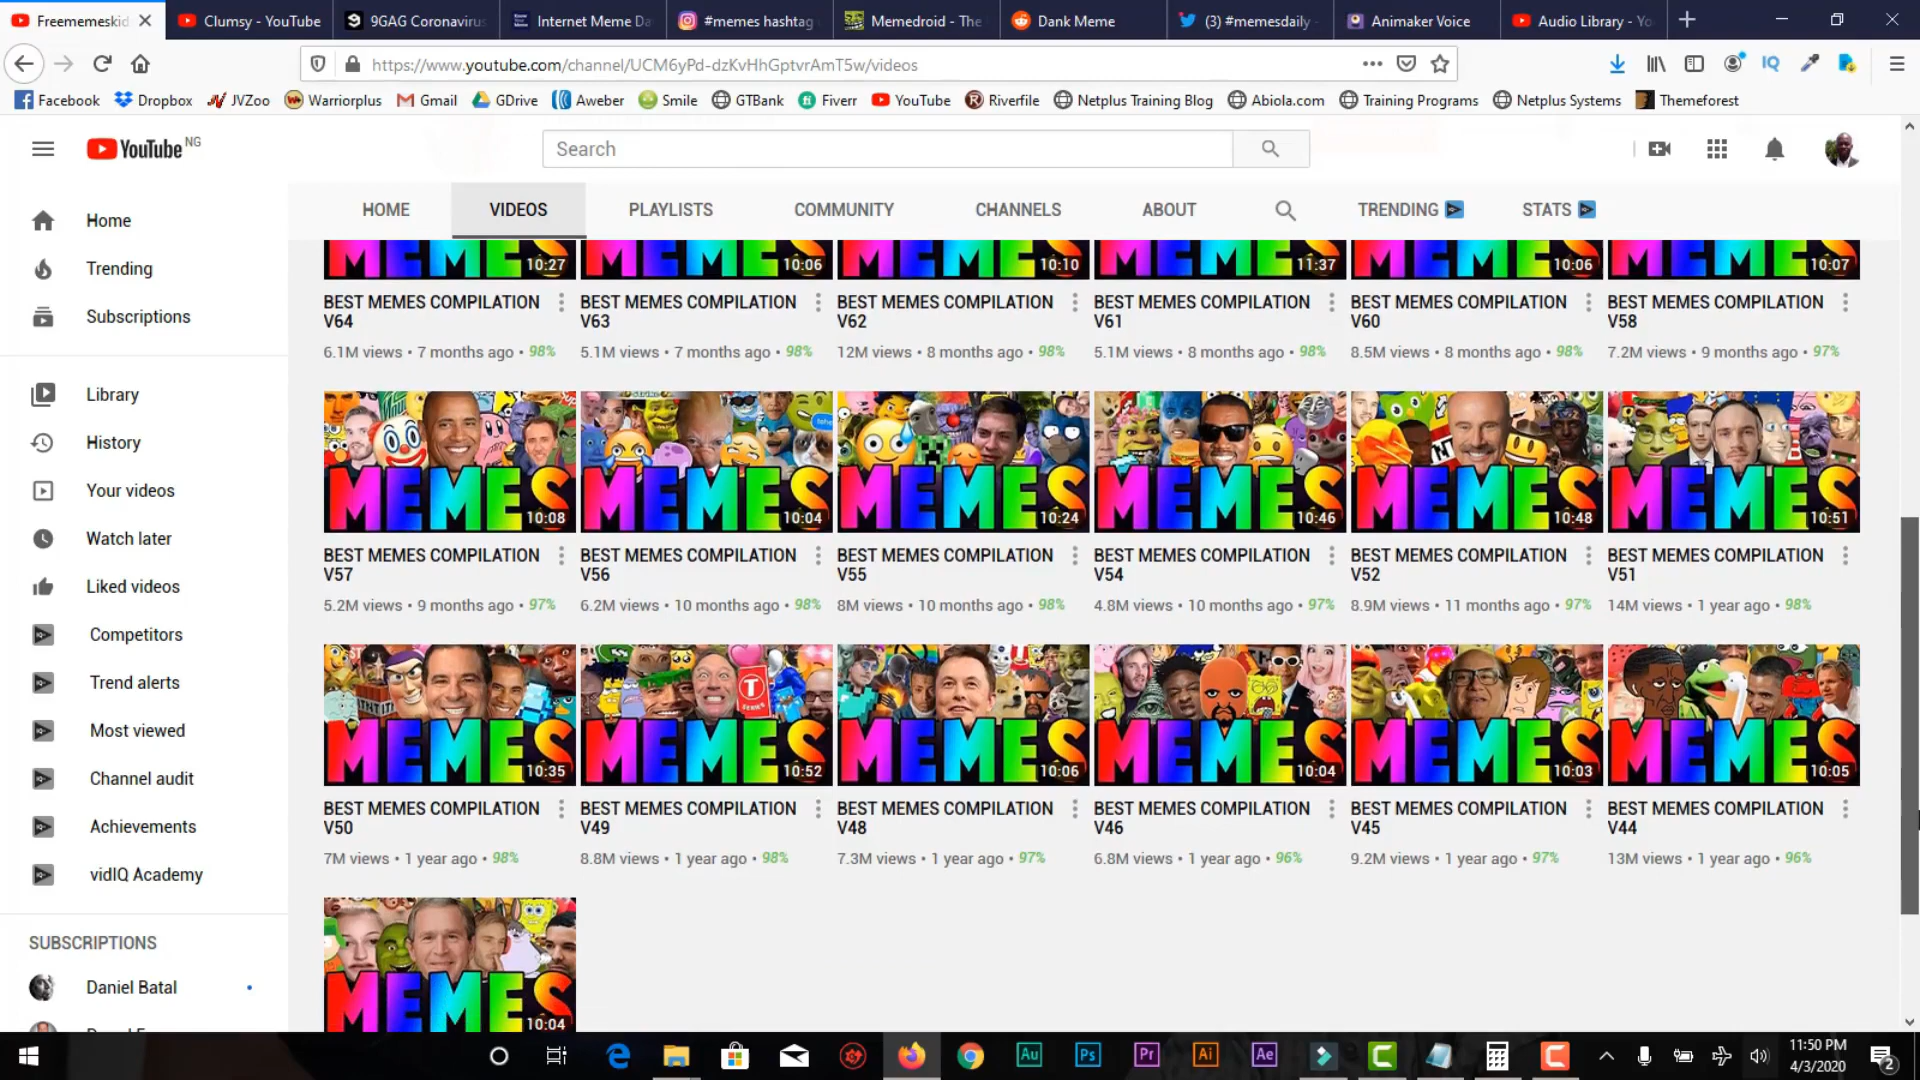 Freememeskid
Clumsy - YouTube
9GAG Coronavirus
Internet Meme Da
#memes hashtag
Memedroid - The
Dank Meme
(3) #memesdaily -
Animaker Voice
Audio Library - Yo
https://www.youtube.com/channel/UCM6yPd-dzKvHhGptvrAmT5w/videos
IQ
Facebook
Dropbox
JVZoo
Warriorplus
Gmail
GDrive
Aweber
Smile
GTBank
Fiverr
YouTube
Riverfile
Netplus Training Blog
Abiola.com
Training Programs
Netplus Systems
Themeforest
YouTube NG
Search
HOME
VIDEOS
PLAYLISTS
COMMUNITY
CHANNELS
ABOUT
TRENDING
STATS
Home
Trending
Subscriptions
Library
History
Your videos
Watch later
Liked videos
Competitors
Trend alerts
Most viewed
Channel audit
Achievements
vidIQ Academy
SUBSCRIPTIONS
Daniel Batal
MEMES 10:27
MEMES 10:06
MEMES 10:10
MEMES 11:37
MEMES 10:06
MEMES 10:07
BEST MEMES COMPILATION
V64
6.1M views • 7 months ago • 98%
BEST MEMES COMPILATION
V63
5.1M views • 7 months ago • 98%
BEST MEMES COMPILATION
V62
12M views • 8 months ago • 98%
BEST MEMES COMPILATION
V61
5.1M views • 8 months ago • 98%
BEST MEMES COMPILATION
V60
8.5M views • 8 months ago • 98%
BEST MEMES COMPILATION
V58
7.2M views • 9 months ago • 97%
MEMES 10:08
MEMES 10:04
MEMES 10:24
MEMES 10:46
MEMES 10:48
MEMES 10:51
BEST MEMES COMPILATION
V57
5.2M views • 9 months ago • 97%
BEST MEMES COMPILATION
V56
6.2M views • 10 months ago • 98%
BEST MEMES COMPILATION
V55
8M views • 10 months ago • 98%
BEST MEMES COMPILATION
V54
4.8M views • 10 months ago • 97%
BEST MEMES COMPILATION
V52
8.9M views • 11 months ago • 97%
BEST MEMES COMPILATION
V51
14M views • 1 year ago • 98%
MEMES 10:35
T
SERIES
MEMES 10:52
MEMES 10:06
MEMES 10:04
MEMES 10:03
MEMES 10:05
BEST MEMES COMPILATION
V50
7M views • 1 year ago • 98%
BEST MEMES COMPILATION
V49
8.8M views • 1 year ago • 98%
BEST MEMES COMPILATION
V48
7.3M views • 1 year ago • 97%
BEST MEMES COMPILATION
V46
6.8M views • 1 year ago • 96%
BEST MEMES COMPILATION
V45
9.2M views • 1 year ago • 97%
BEST MEMES COMPILATION
V44
13M views • 1 year ago • 96%
MEMES 10:04
Au
Ps
Pr
Ai
Ae
11:50 PM
4/3/2020
2